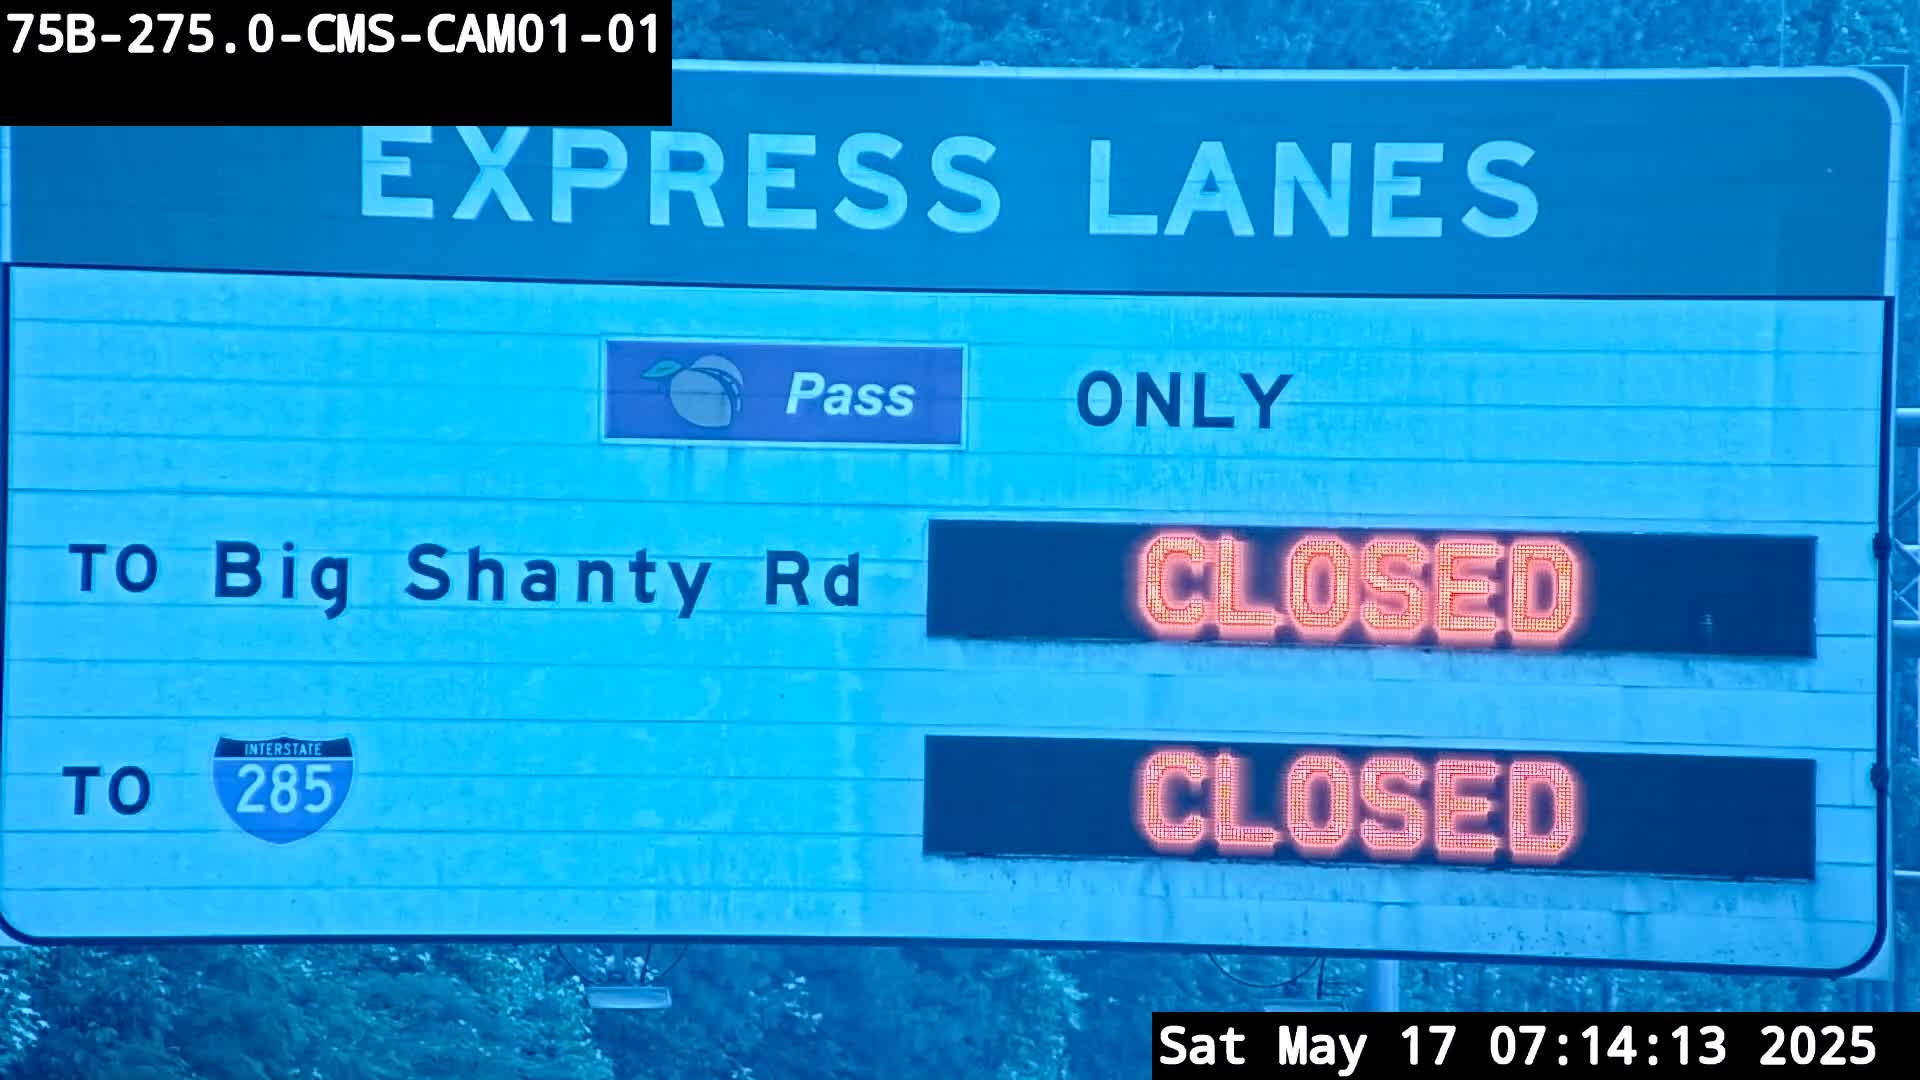 75B-275.0-CMS-CAM01-01
EXPRESS LANES
Pass ONLY
TO Big Shanty Rd CLOSED
TO INTERSTATE 285 CLOSED
Sat May 17 07:14:13 2025